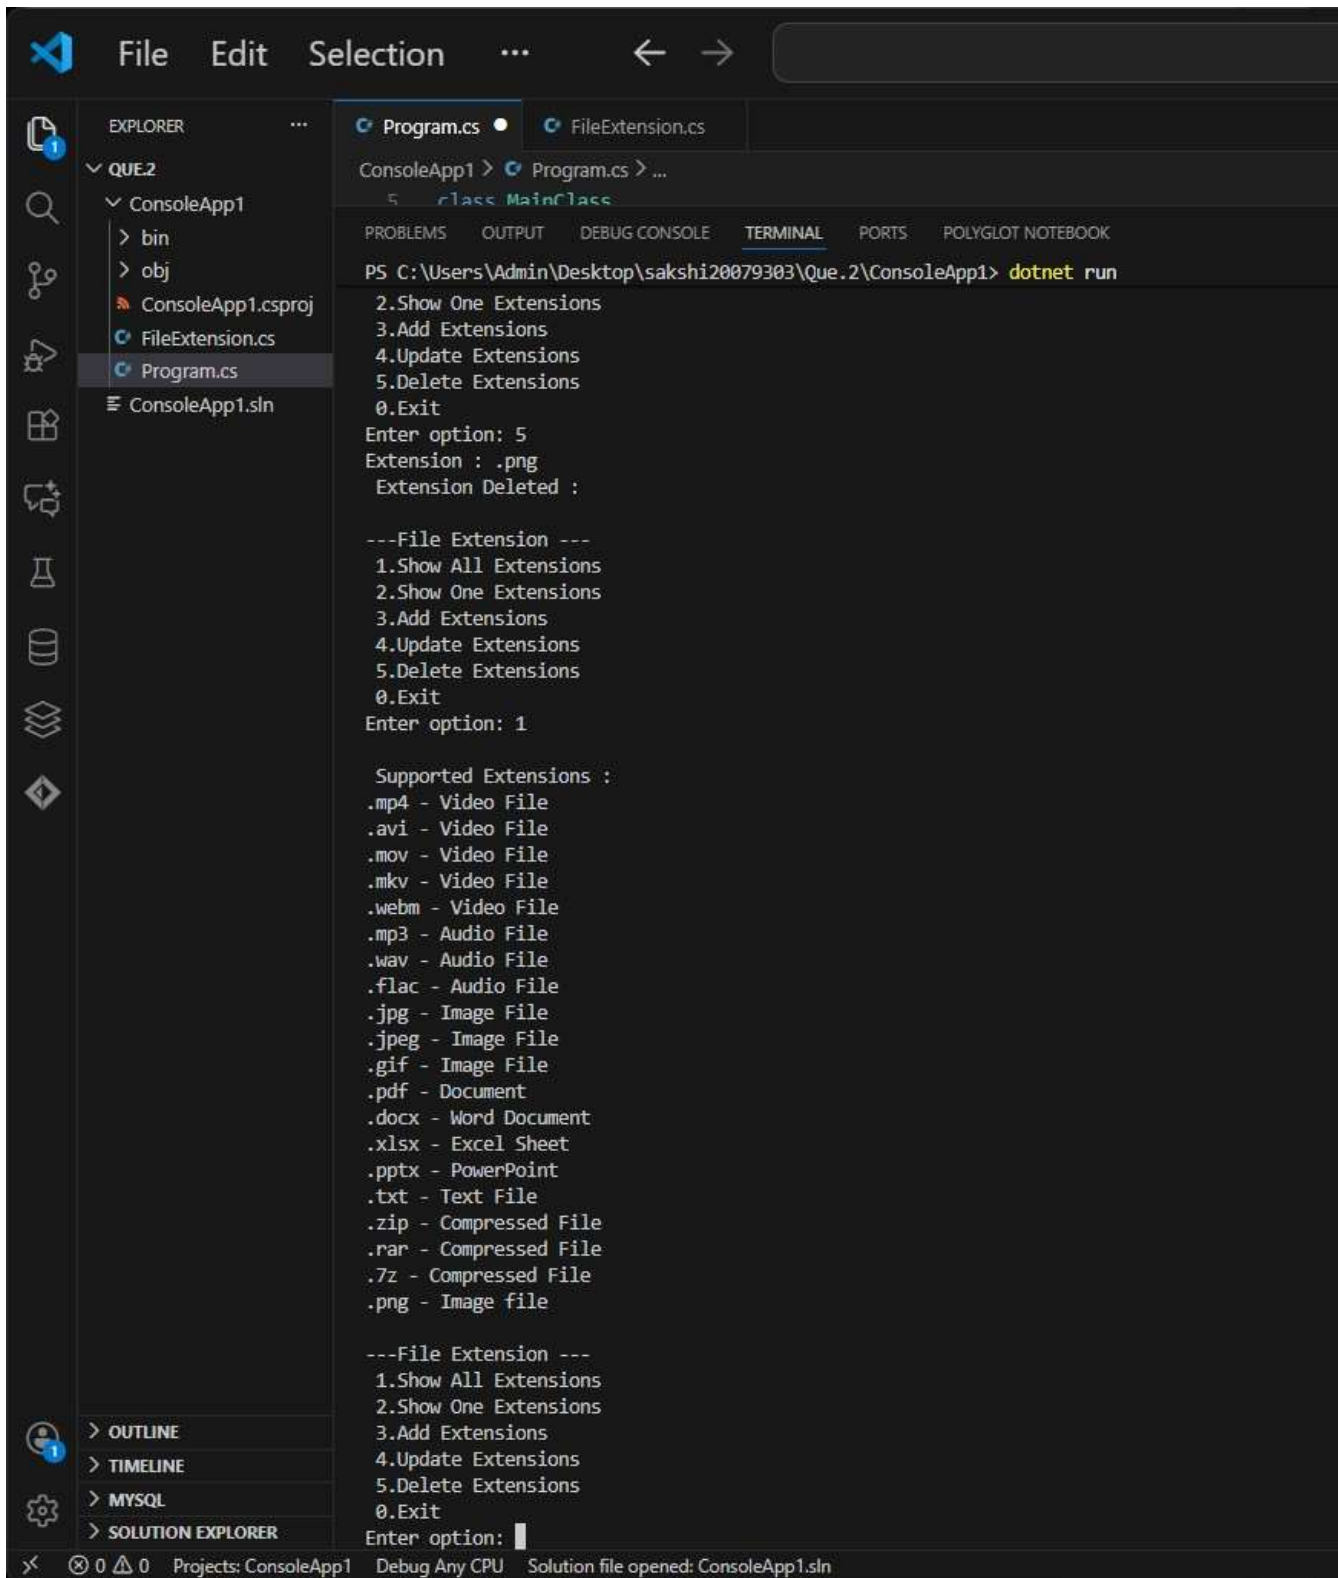 File Edit Selection ...
EXPLORER ...
Program.cs
FileExtension.cs
1
QUE.2
ConsoleApp1 > Program.cs > ...
5 class MainClass
ConsoleApp1
bin
obj
ConsoleApp1.csproj
FileExtension.cs
Program.cs
ConsoleApp1.sln
PROBLEMS OUTPUT DEBUG CONSOLE TERMINAL PORTS POLYGLOT NOTEBOOK
PS C:\Users\Admin\Desktop\sakshi20079303\Que.2\ConsoleApp1> dotnet run
2.Show One Extensions
3.Add Extensions
4.Update Extensions
5.Delete Extensions
0.Exit
Enter option: 5
Extension : .png
Extension Deleted :
---File Extension ---
1.Show All Extensions
2.Show One Extensions
3.Add Extensions
4.Update Extensions
5.Delete Extensions
0.Exit
Enter option: 1
Supported Extensions :
.mp4 - Video File
.avi - Video File
.mov - Video File
.mkv - Video File
.webm - Video File
.mp3 - Audio File
.wav - Audio File
.flac - Audio File
.jpg - Image File
.jpeg - Image File
.gif - Image File
.pdf - Document
.docx - Word Document
.xlsx - Excel Sheet
.pptx - PowerPoint
.txt - Text File
.zip - Compressed File
.rar - Compressed File
.7z - Compressed File
.png - Image file
---File Extension ---
1.Show All Extensions
2.Show One Extensions
3.Add Extensions
4.Update Extensions
5.Delete Extensions
0.Exit
Enter option:
OUTLINE
1
TIMELINE
MYSQL
SOLUTION EXPLORER
0 0 Projects: ConsoleApp1 Debug Any CPU Solution file opened: ConsoleApp1.sln